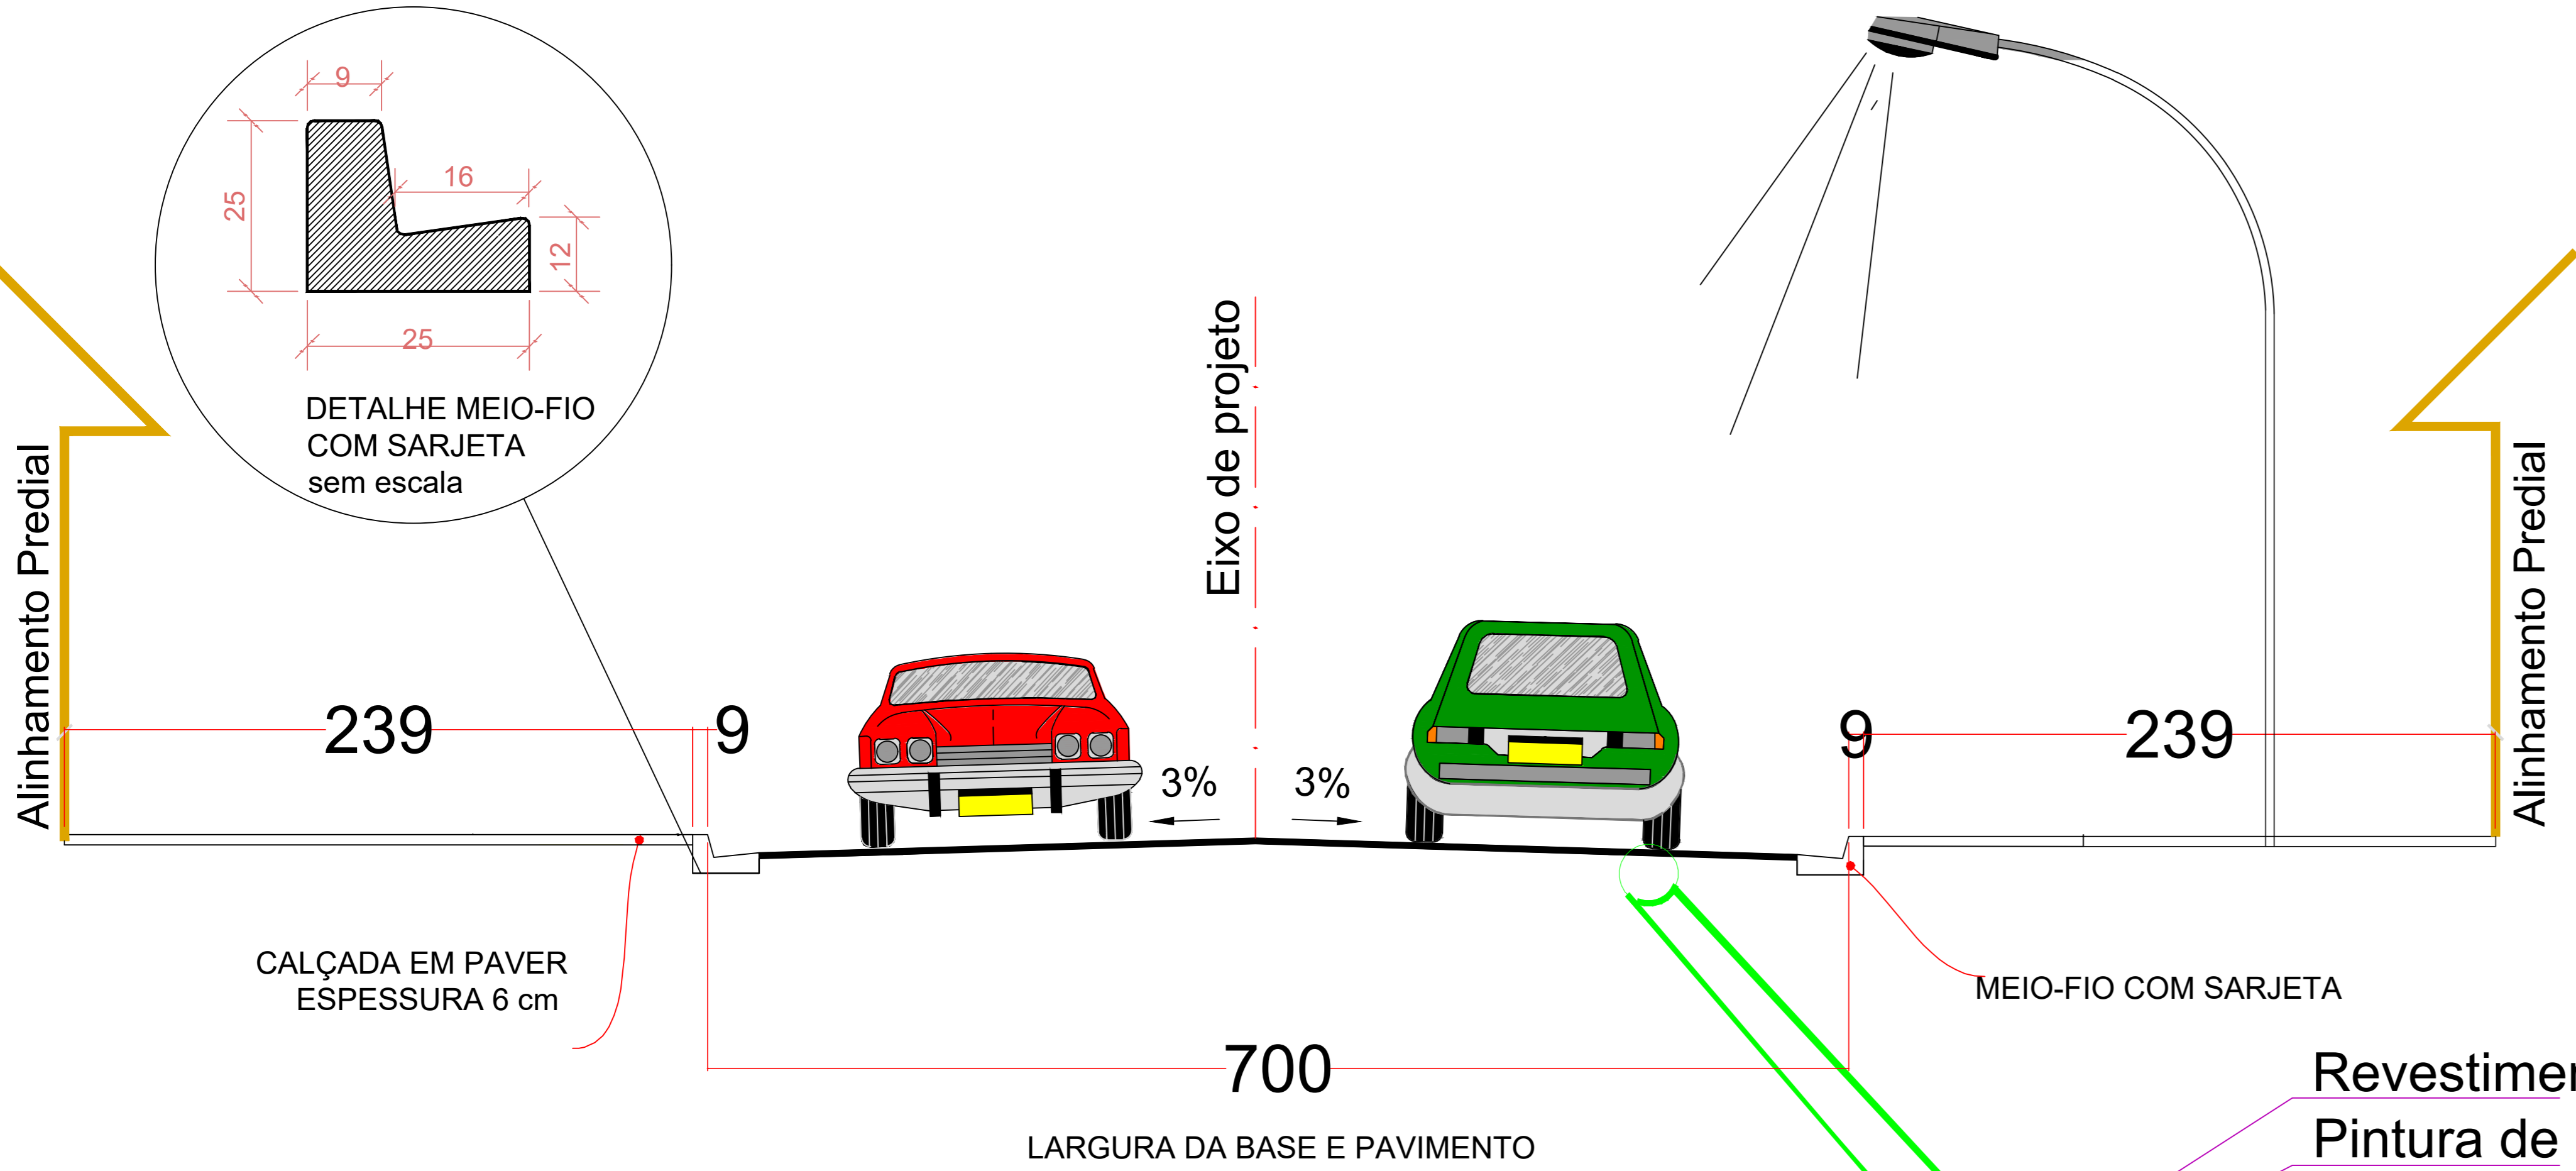 9
16
25
12
25
DETALHE MEIO-FIO
COM SARJETA
sem escala
Eixo de projeto
Alinhamento Predial
Alinhamento Predial
239
9
3%
3%
9
239
CALÇADA EM PAVER
ESPESSURA 6 cm
MEIO-FIO COM SARJETA
700
LARGURA DA BASE E PAVIMENTO
Revestimen
Pintura de